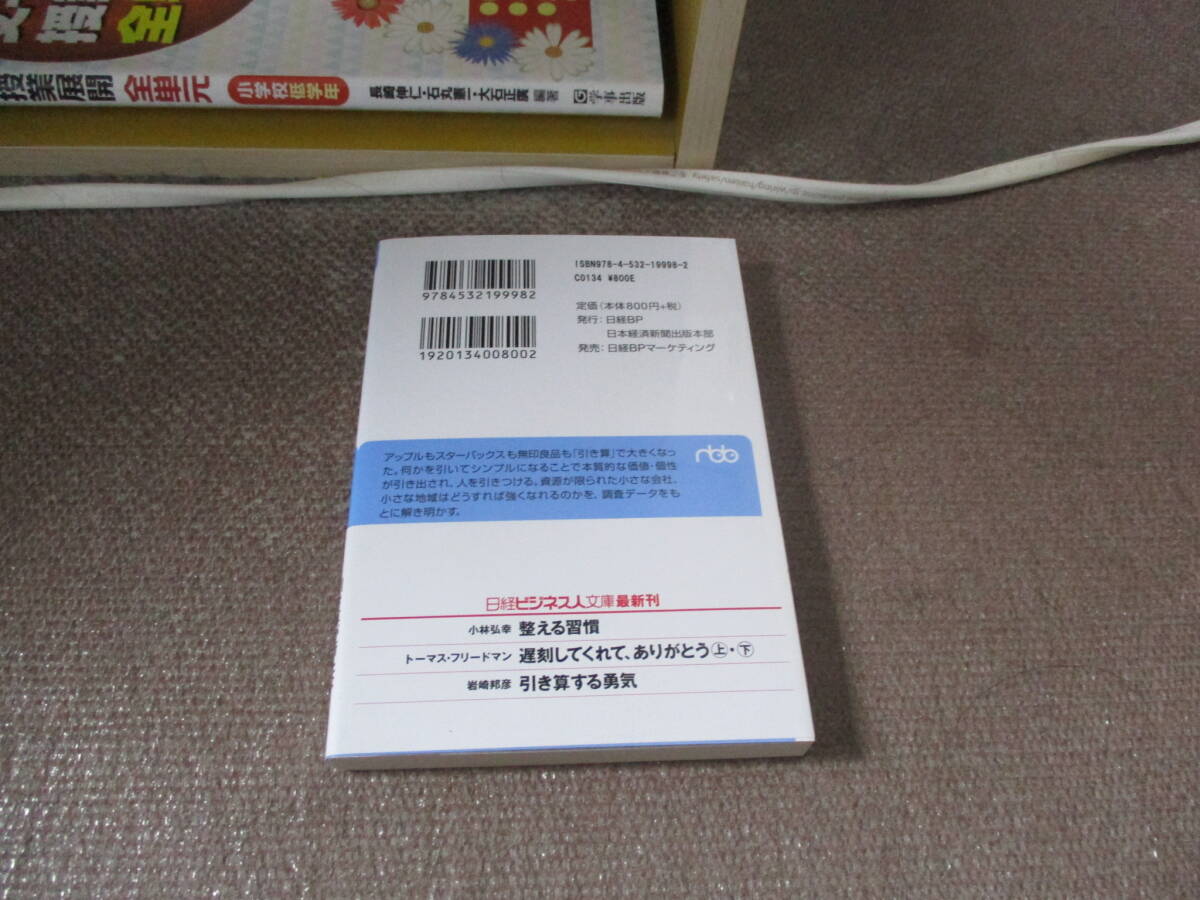 授業展開 全単元 小学校低学年 長崎伸仁・石丸憲一・大石正廣 編著 学事出版
ISBN978-4-532-19998-2
C0134 ¥800E
9784532199982
1920134008002
定価(本体800円+税)
発行:日経BP
日本経済新聞出版本部
発売:日経BPマーケティング
アップルもスターバックスも無印良品も「引き算」で大きくなっ
た。何かを引いてシンプルになることで本質的な価値・個性
が引き出され、人を引きつける。資源が限られた小さな会社、
小さな地域はどうすれば強くなれるのかを、調査データをも
とに解き明かす。
nbb
日経ビジネス人文庫最新刊
小林弘幸 整える習慣
トーマス・フリードマン 遅刻してくれて、ありがとう㊤・㊦
岩崎邦彦 引き算する勇気